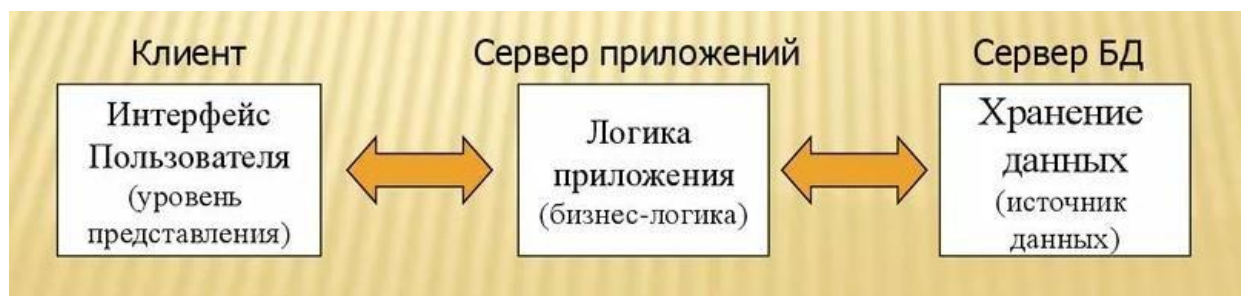 Клиент
Интерфейс
Пользователя
(уровень
представления)
Сервер приложений
Логика
приложения
(бизнес-логика)
Сервер БД
Хранение
данных
(источник
данных)